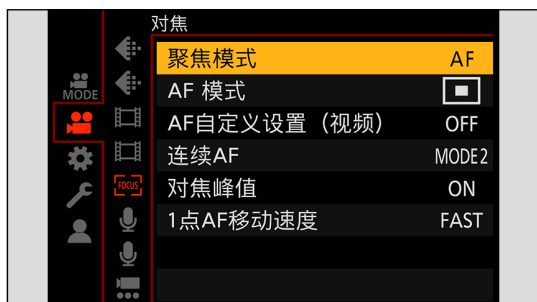 对焦
聚焦模式 AF
AF 模式
AF自定义设置（视频） OFF
连续AF MODE2
对焦峰值 ON
1点AF移动速度 FAST
MODE
FOCUS